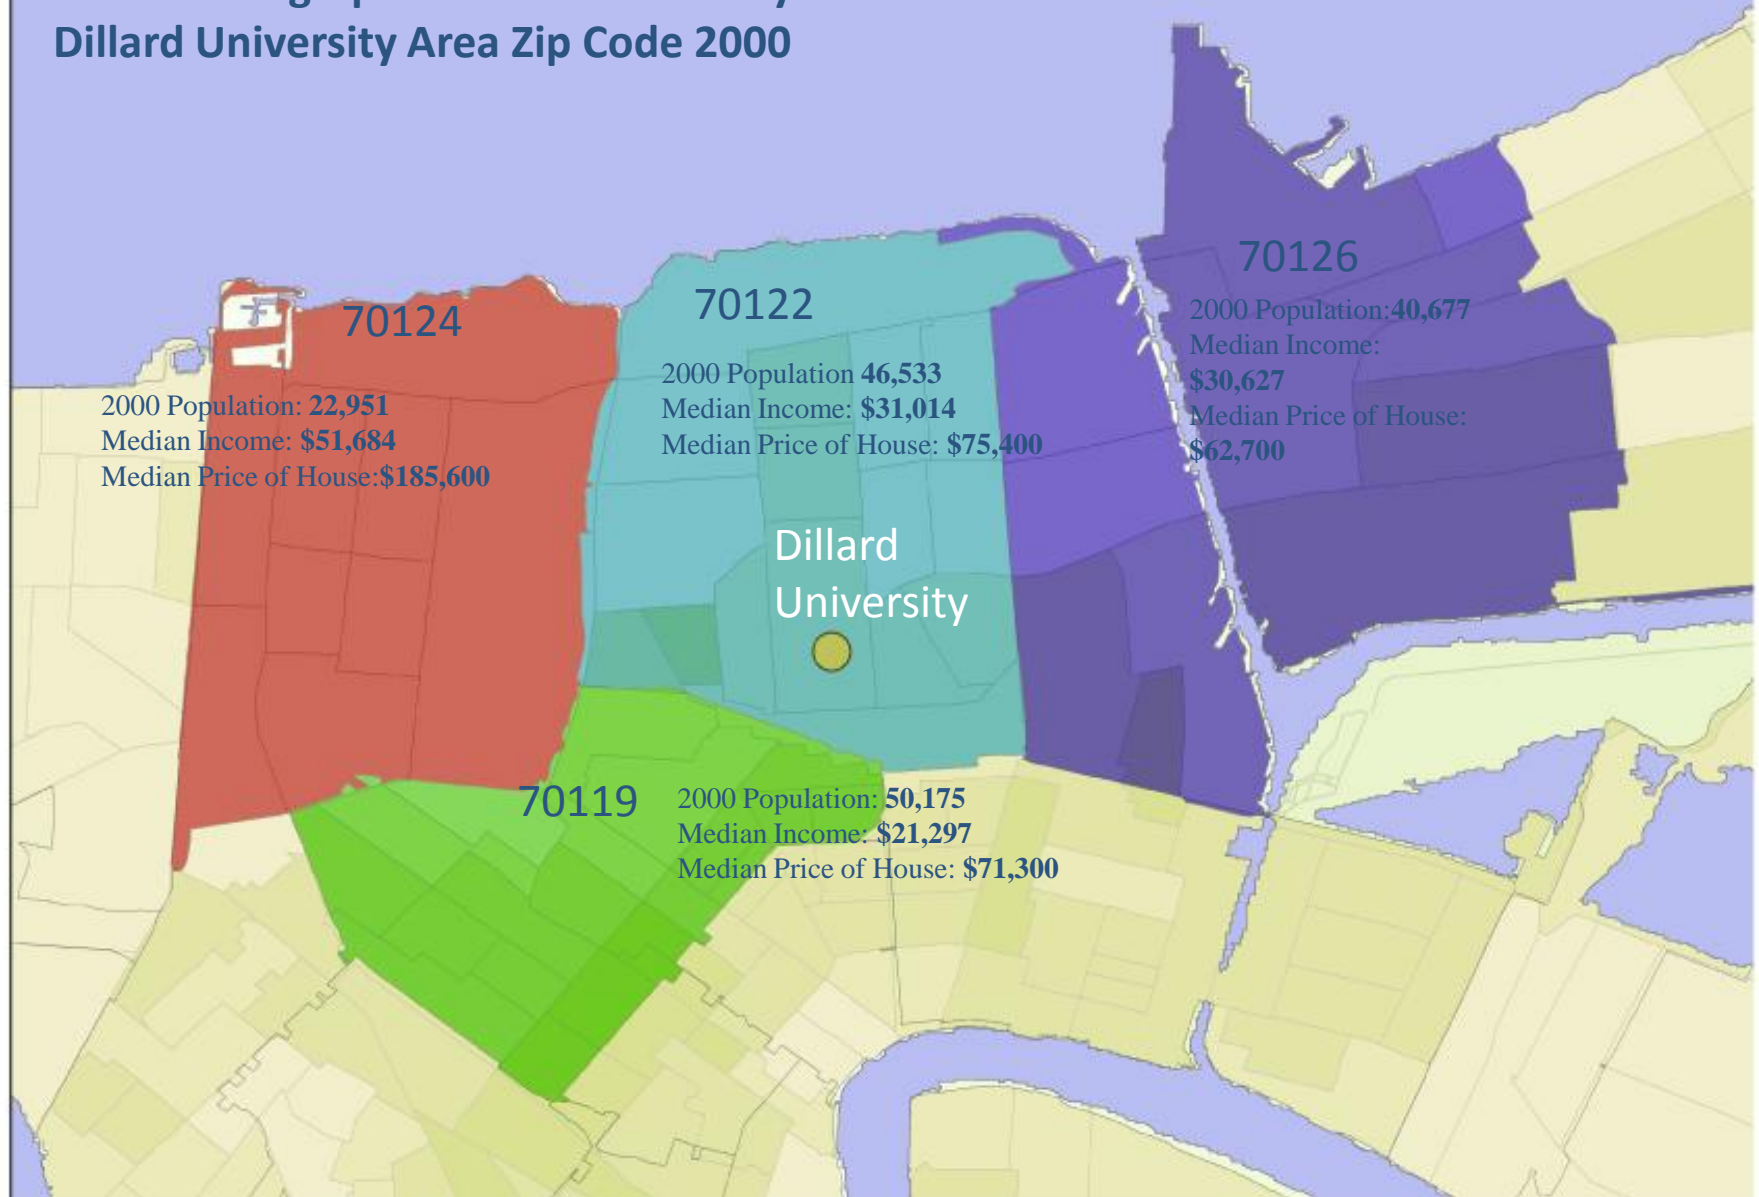 Dillard University Area Zip Code 2000
70126
2000 Population:40,677
Median Income:
$30,627
Median Price of House:
$62,700
70122
2000 Population 46,533
Median Income: $31,014
Median Price of House: $75,400
70124
2000 Population: 22,951
Median Income: $51,684
Median Price of House:$185,600
Dillard
University
70119
2000 Population: 50,175
Median Income: $21,297
Median Price of House: $71,300